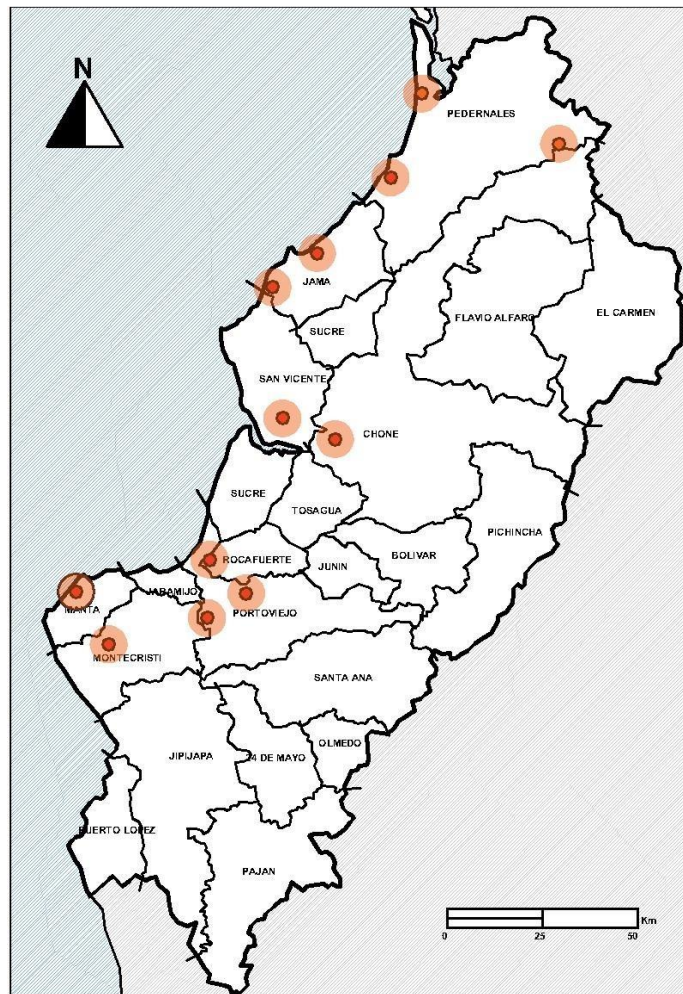 N
PEDERNALES
JAMA
SUCRE
FLAVIO ALFARO
EL CARMEN
SAN VICENTE
CHONE
SUCRE
TOSAGUA
PICHINCHA
ROCAFUERTE
JUNIN
BOLIVAR
JARAMIJO
MANTA
PORTOVIEJO
MONTECRISTI
SANTA ANA
OLMEDO
JIPIJAPA
24 DE MAYO
PUERTO LOPEZ
PAJAN
Km
0 25 50